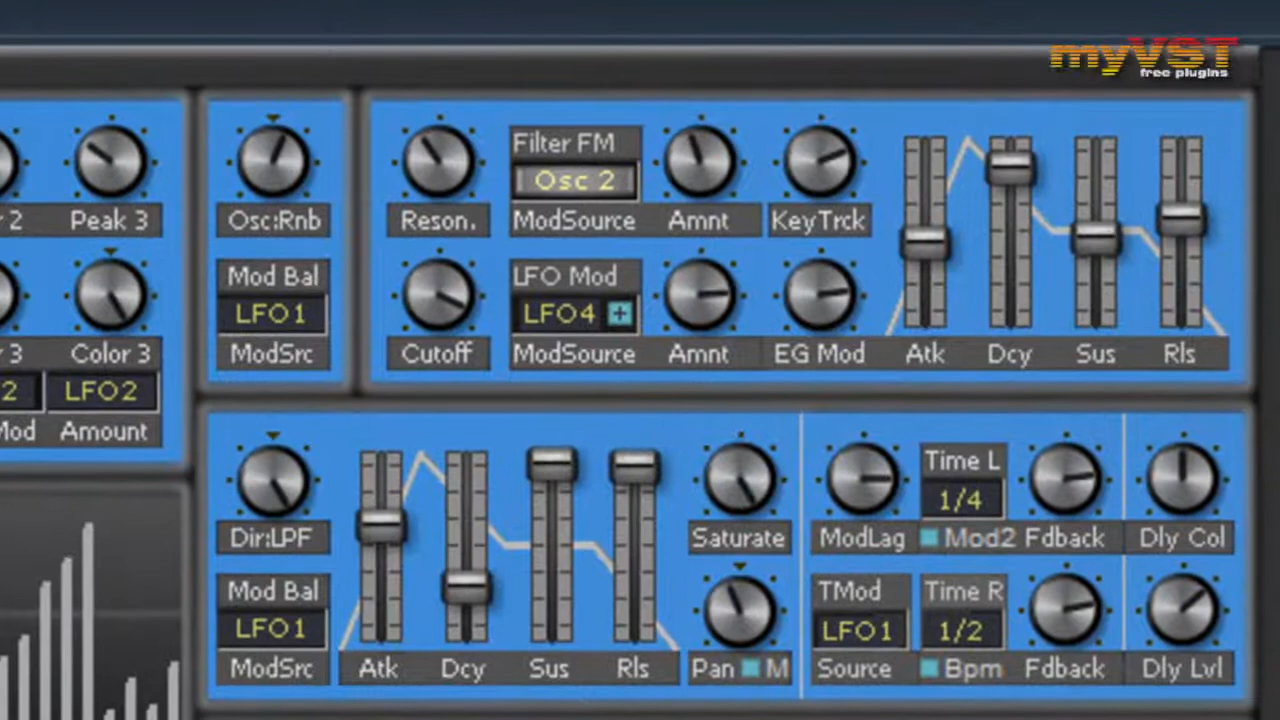 myVST
free plugins
r 2
Peak 3
Osc:Rnb
Reson.
Filter FM
Osc 2
ModSource
Amnt
KeyTrck
r 3
Color 3
2
LFO2
Mod
Amount
Mod Bal
LFO1
ModSrc
Cutoff
LFO Mod
LFO4 +
ModSource
Amnt
EG Mod
Atk
Dcy
Sus
Rls
Dir:LPF
Mod Bal
LFO1
ModSrc
Atk
Dcy
Sus
Rls
Saturate
Pan
M
ModLag
Time L
1/4
Mod2
Fdback
Dly Col
TMod
LFO1
Source
Time R
1/2
Bpm
Fdback
Dly Lvl